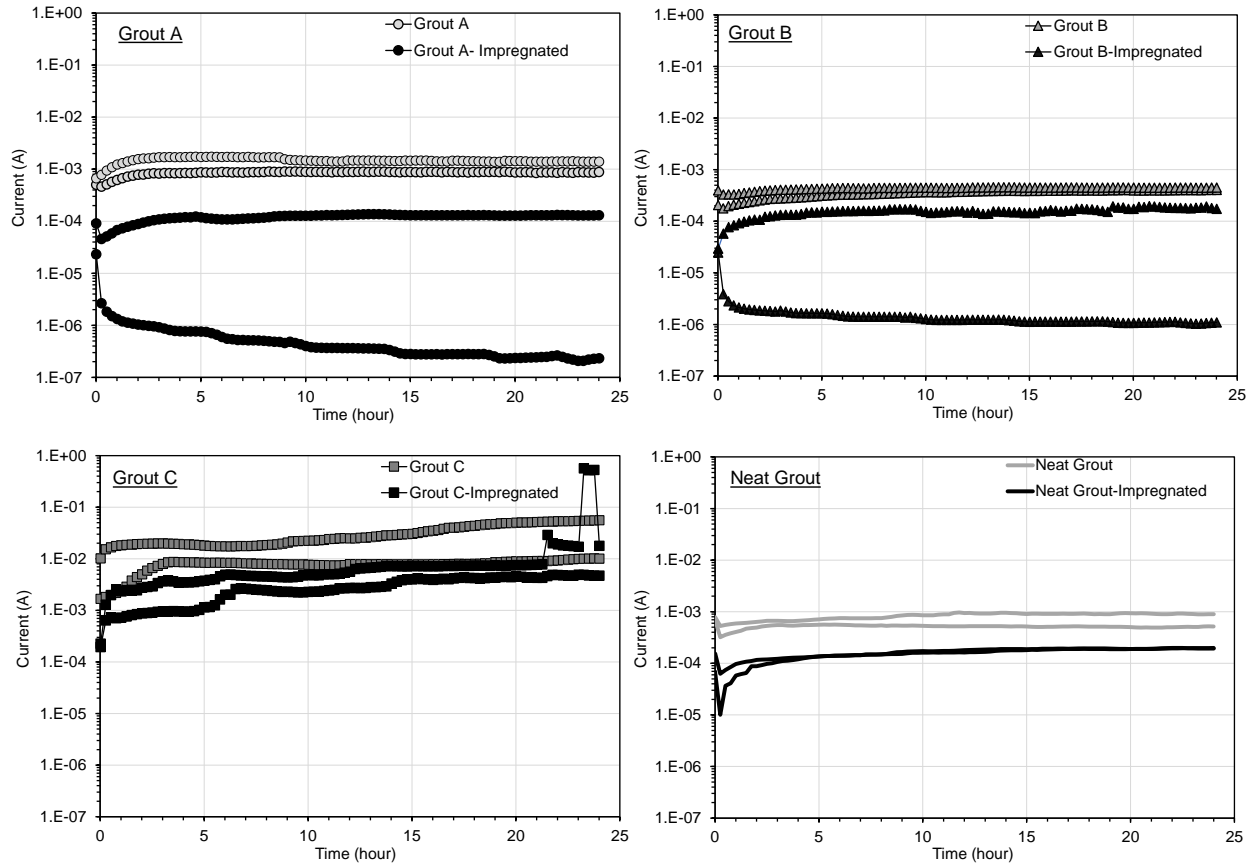 Grout A
Grout A
Grout A- Impregnated
Current (A)
1.E+00
1.E-01
1.E-02
1.E-03
1.E-04
1.E-05
1.E-06
1.E-07
0 5 10 15 20 25
Time (hour)
Grout B
Grout B
Grout B-Impregnated
Current (A)
1.E+00
1.E-01
1.E-02
1.E-03
1.E-04
1.E-05
1.E-06
1.E-07
0 5 10 15 20 25
Time (hour)
Grout C
Grout C
Grout C-Impregnated
Current (A)
1.E+00
1.E-01
1.E-02
1.E-03
1.E-04
1.E-05
1.E-06
1.E-07
0 5 10 15 20 25
Time (hour)
Neat Grout
Neat Grout
Neat Grout-Impregnated
Current (A)
1.E+00
1.E-01
1.E-02
1.E-03
1.E-04
1.E-05
1.E-06
1.E-07
0 5 10 15 20 25
Time (hour)